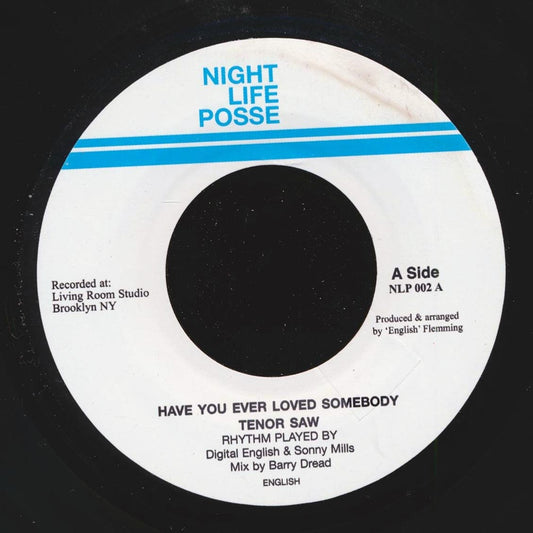 NIGHT
LIFE
POSSE
Recorded at:
Living Room Studio
Brooklyn NY
A Side
NLP 002 A
Produced & arranged
by 'English' Flemming
HAVE YOU EVER LOVED SOMEBODY
TENOR SAW
RHYTHM PLAYED BY
Digital English & Sonny Mills
Mix by Barry Dread
ENGLISH